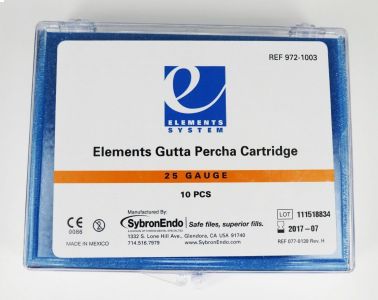 REF 972-1003
e
ELEMENTS
SYSTEM
Elements Gutta Percha Cartridge
25 GAUGE
10 PCS
CE
0086
MADE IN MEXICO
Manufactured By:
SybronEndo
Safe files, superior fills.
1332 S. Lone Hill Ave., Glendora, CA 91740
714.516.7979 www.SybronEndo.com
LOT 111518834
2017-07
REF 077-0139 Rev. H